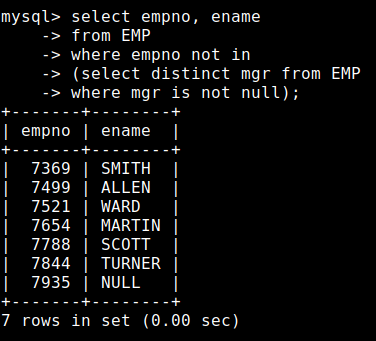 mysql> select empno, ename
    -> from EMP
    -> where empno not in
    -> (select distinct mgr from EMP
    -> where mgr is not null);
+-------+--------+
| empno | ename  |
+-------+--------+
|  7369 | SMITH  |
|  7499 | ALLEN  |
|  7521 | WARD   |
|  7654 | MARTIN |
|  7788 | SCOTT  |
|  7844 | TURNER |
|  7935 | NULL   |
+-------+--------+
7 rows in set (0.00 sec)